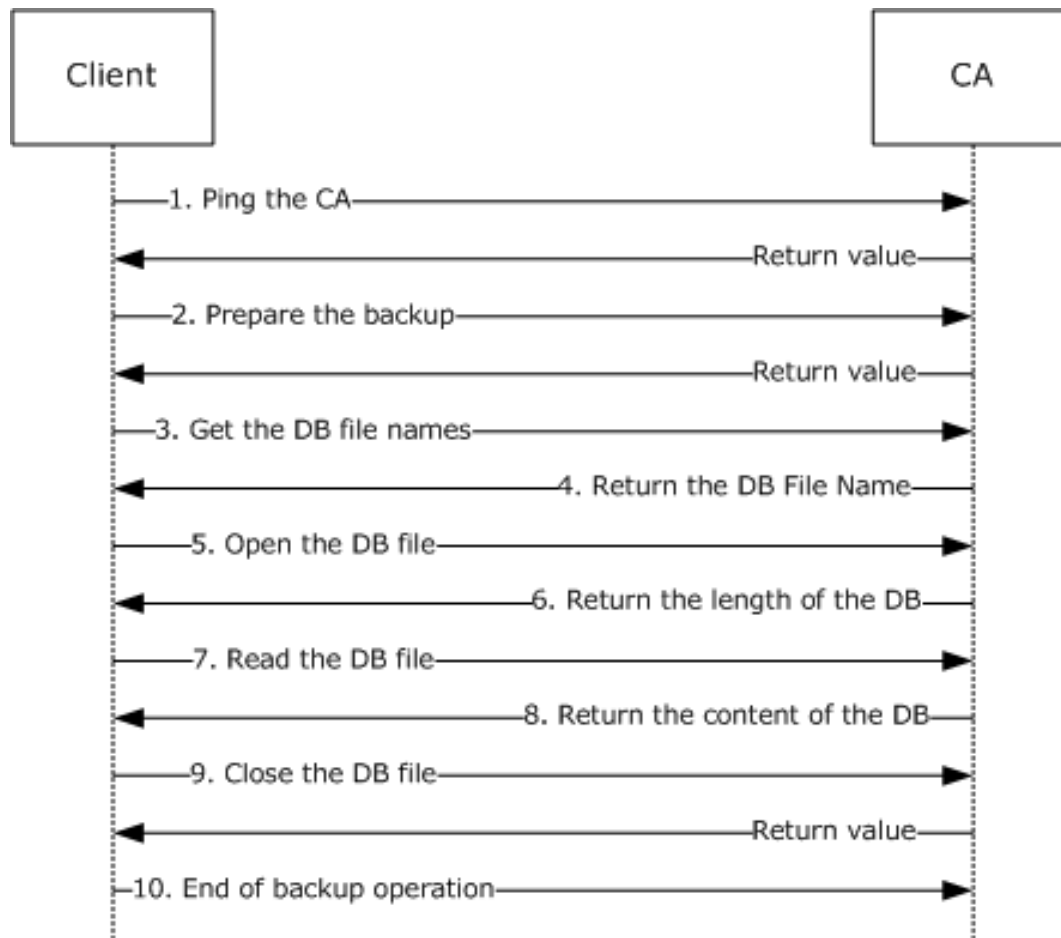 Client
CA
1. Ping the CA
Return value
2. Prepare the backup
Return value
3. Get the DB file names
4. Return the DB File Name
5. Open the DB file
6. Return the length of the DB
7. Read the DB file
8. Return the content of the DB
9. Close the DB file
Return value
10. End of backup operation